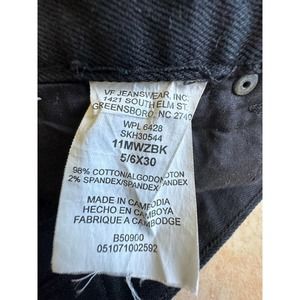 VF JEANSWEAR, INC.
1421 SOUTH ELM ST.
GREENSBORO, NC 2740
WPL 6428
SKH30544
11MWZBK
5/6X30
98% COTTON/ALGODON/COTON
2% SPANDEX/SPANDEX/
MADE IN CAMBODIA
HECHO EN CAMBOYA
FABRIQUE A CAMBODGE
B50900
051071002592